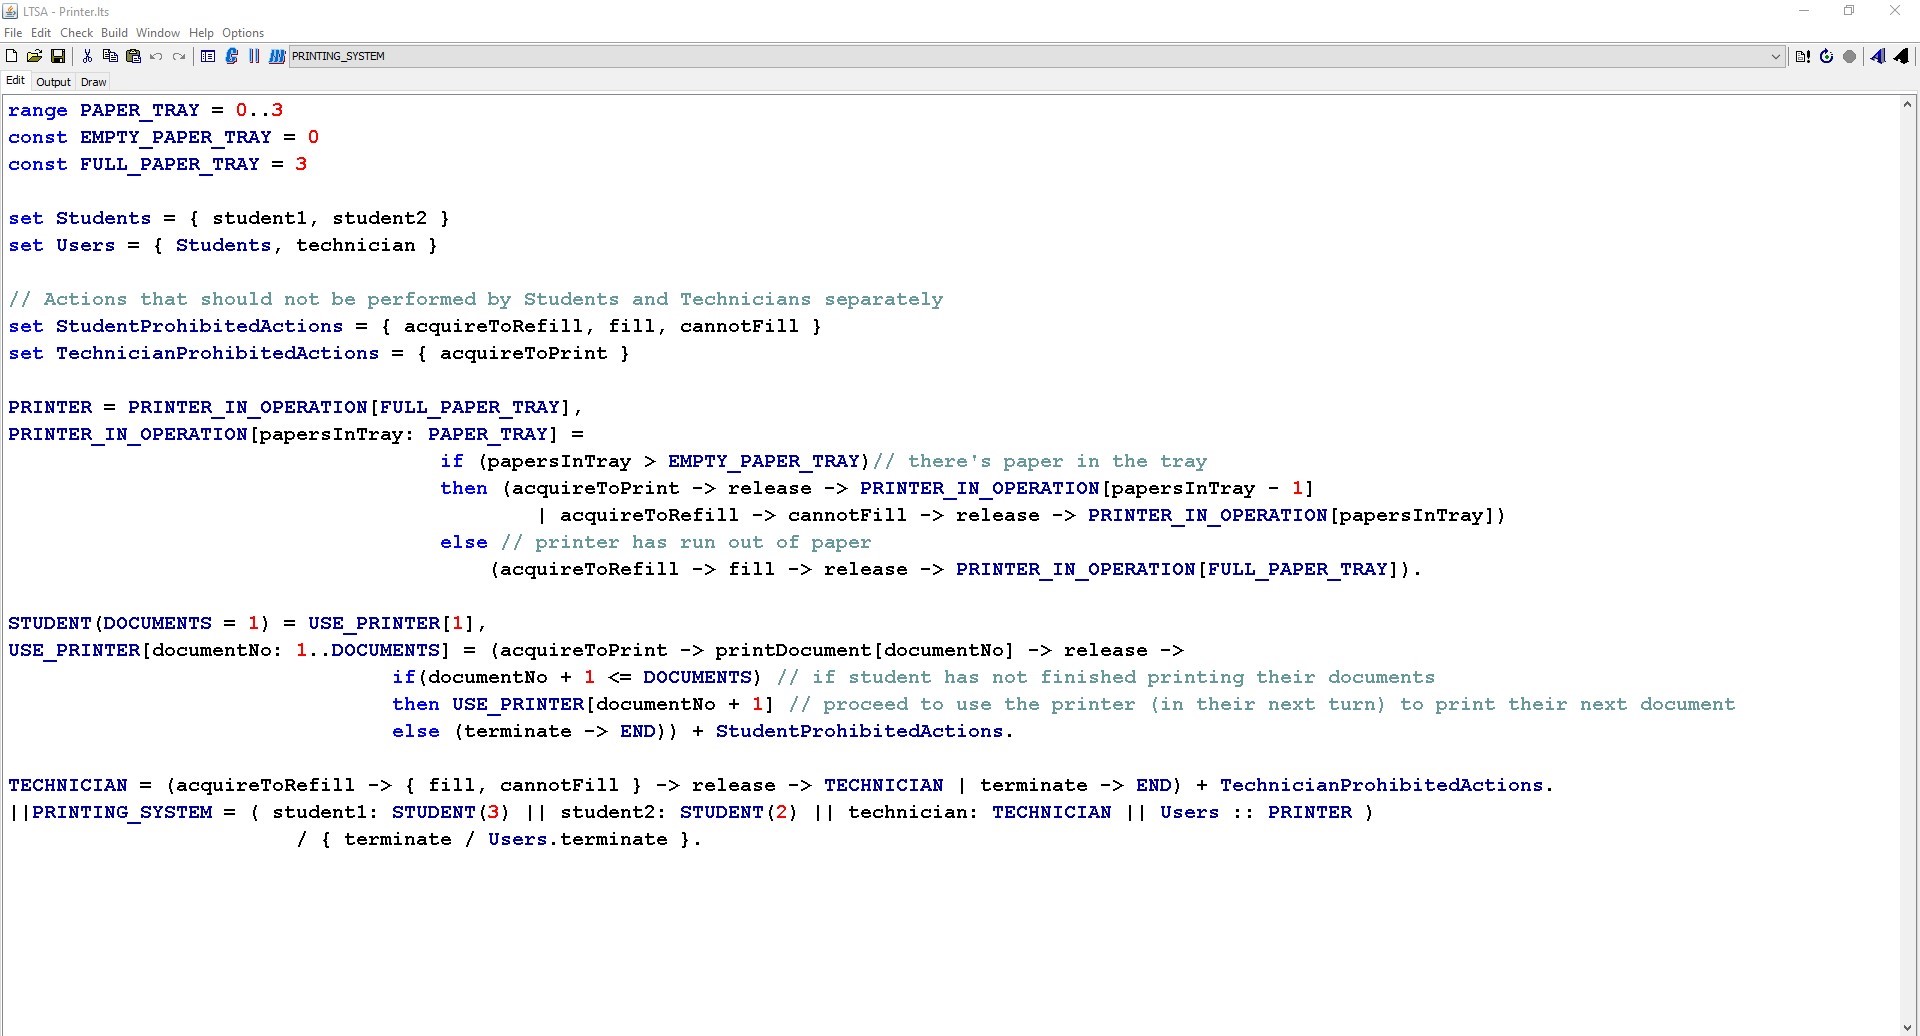 LTSA - Printer.lts
File Edit Check Build Window Help Options
PRINTING_SYSTEM
Edit Output Draw
range PAPER_TRAY = 0..3
const EMPTY_PAPER_TRAY = 0
const FULL_PAPER_TRAY = 3
set Students = { student1, student2 }
set Users = { Students, technician }
// Actions that should not be performed by Students and Technicians separately
set StudentProhibitedActions = { acquireToRefill, fill, cannotFill }
set TechnicianProhibitedActions = { acquireToPrint }
PRINTER = PRINTER_IN_OPERATION[FULL_PAPER_TRAY],
PRINTER_IN_OPERATION[papersInTray: PAPER_TRAY] =
if (papersInTray > EMPTY_PAPER_TRAY)// there's paper in the tray
then (acquireToPrint -> release -> PRINTER_IN_OPERATION[papersInTray - 1]
| acquireToRefill -> cannotFill -> release -> PRINTER_IN_OPERATION[papersInTray])
else // printer has run out of paper
(acquireToRefill -> fill -> release -> PRINTER_IN_OPERATION[FULL_PAPER_TRAY]).
STUDENT(DOCUMENTS = 1) = USE_PRINTER[1],
USE_PRINTER[documentNo: 1..DOCUMENTS] = (acquireToPrint -> printDocument[documentNo] -> release ->
if(documentNo + 1 <= DOCUMENTS) // if student has not finished printing their documents
then USE_PRINTER[documentNo + 1] // proceed to use the printer (in their next turn) to print their next document
else (terminate -> END)) + StudentProhibitedActions.
TECHNICIAN = (acquireToRefill -> { fill, cannotFill } -> release -> TECHNICIAN | terminate -> END) + TechnicianProhibitedActions.
||PRINTING_SYSTEM = ( student1: STUDENT(3) || student2: STUDENT(2) || technician: TECHNICIAN || Users :: PRINTER )
/ { terminate / Users.terminate }.